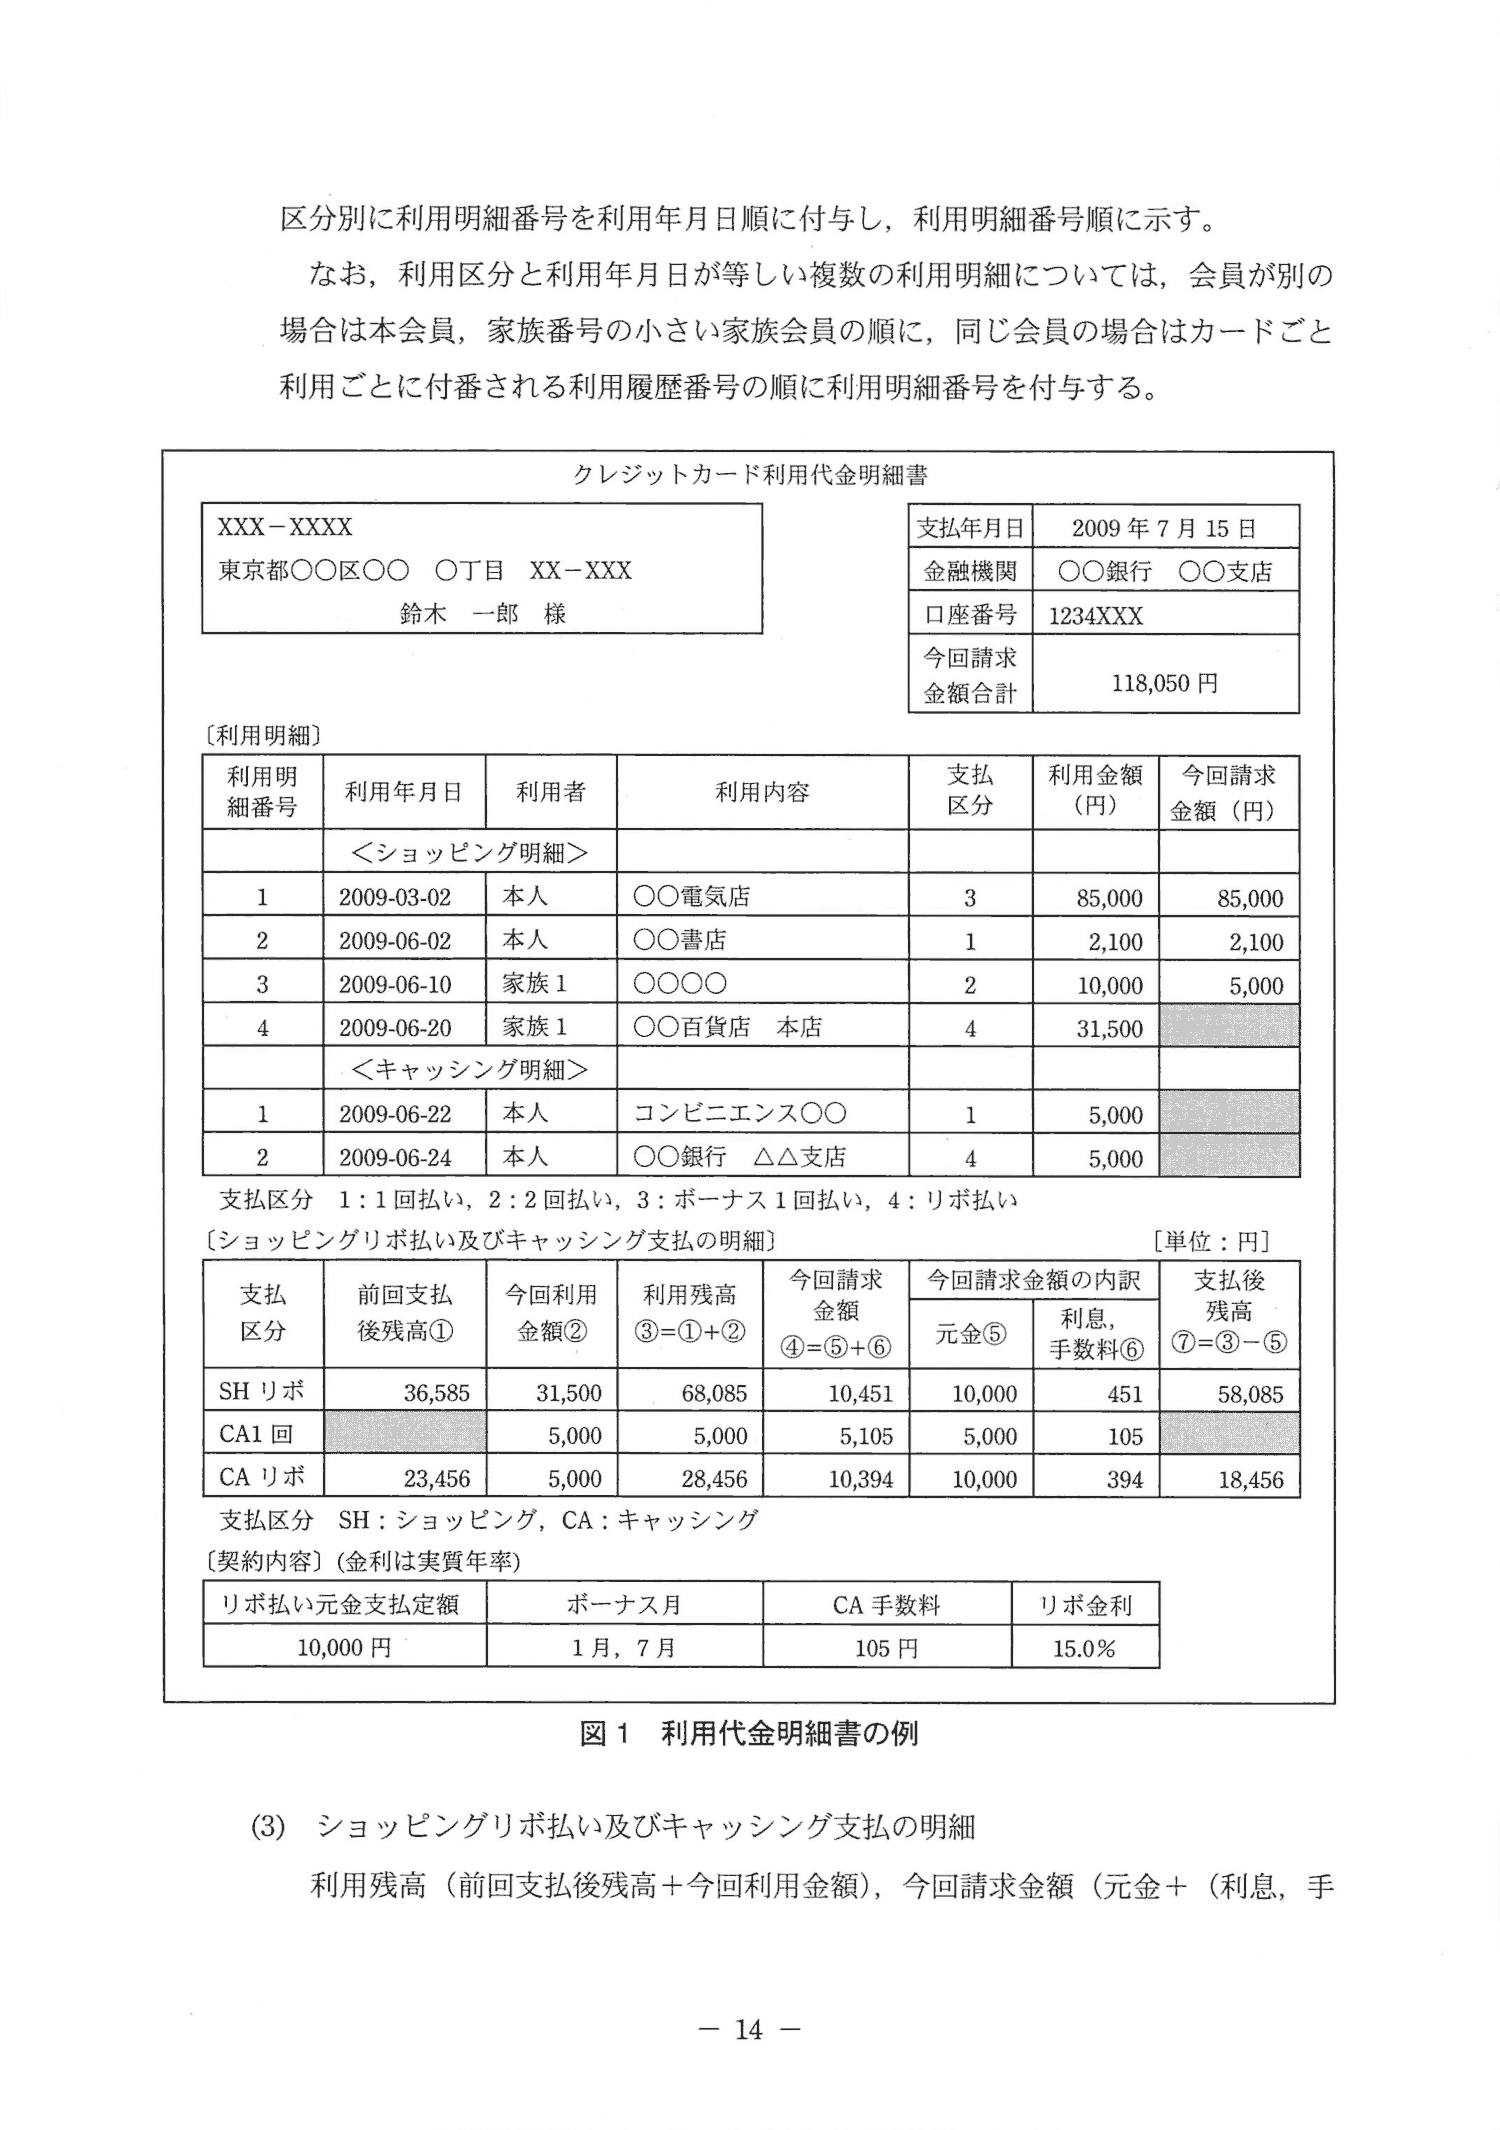 区分別に利用明細番号を利用年月日順に付与し，利用明細番号順に示す。
なお，利用区分と利用年月日が等しい複数の利用明細については，会員が別の
場合は本会員，家族番号の小さい家族会員の順に，同じ会員の場合はカードごと
利用ごとに付番される利用履歴番号の順に利用明細番号を付与する。
クレジットカード利用代金明細書
XXX－XXXX
東京都〇〇区〇〇　〇丁目　XX－XXX
鈴木　一郎　様
支払年月日　2009 年 7 月 15 日
金融機関　〇〇銀行　〇〇支店
口座番号　1234XXX
今回請求金額合計　118,050 円
〔利用明細〕
利用明細番号　利用年月日　利用者　利用内容　支払区分　利用金額（円）　今回請求金額（円）
＜ショッピング明細＞
1　2009-03-02　本人　〇〇電気店　3　85,000　85,000
2　2009-06-02　本人　〇〇書店　1　2,100　2,100
3　2009-06-10　家族 1　〇〇〇〇　2　10,000　5,000
4　2009-06-20　家族 1　〇〇百貨店　本店　4　31,500
＜キャッシング明細＞
1　2009-06-22　本人　コンビニエンス〇〇　1　5,000
2　2009-06-24　本人　〇〇銀行　△△支店　4　5,000
支払区分　1：1 回払い，2：2 回払い，3：ボーナス 1 回払い，4：リボ払い
〔ショッピングリボ払い及びキャッシング支払の明細〕　［単位：円］
支払区分　前回支払後残高①　今回利用金額②　利用残高③=①+②　今回請求金額④=⑤+⑥　今回請求金額の内訳　元金⑤　利息，手数料⑥　支払後残高⑦=③－⑤
SH リボ　36,585　31,500　68,085　10,451　10,000　451　58,085
CA1 回　5,000　5,000　5,105　5,000　105
CA リボ　23,456　5,000　28,456　10,394　10,000　394　18,456
支払区分　SH：ショッピング，CA：キャッシング
〔契約内容〕(金利は実質年率)
リボ払い元金支払定額　ボーナス月　CA 手数料　リボ金利
10,000 円　1 月，7 月　105 円　15.0％
図 1　利用代金明細書の例
(3)　ショッピングリボ払い及びキャッシング支払の明細
利用残高（前回支払後残高＋今回利用金額），今回請求金額（元金＋（利息，手
－ 14 －